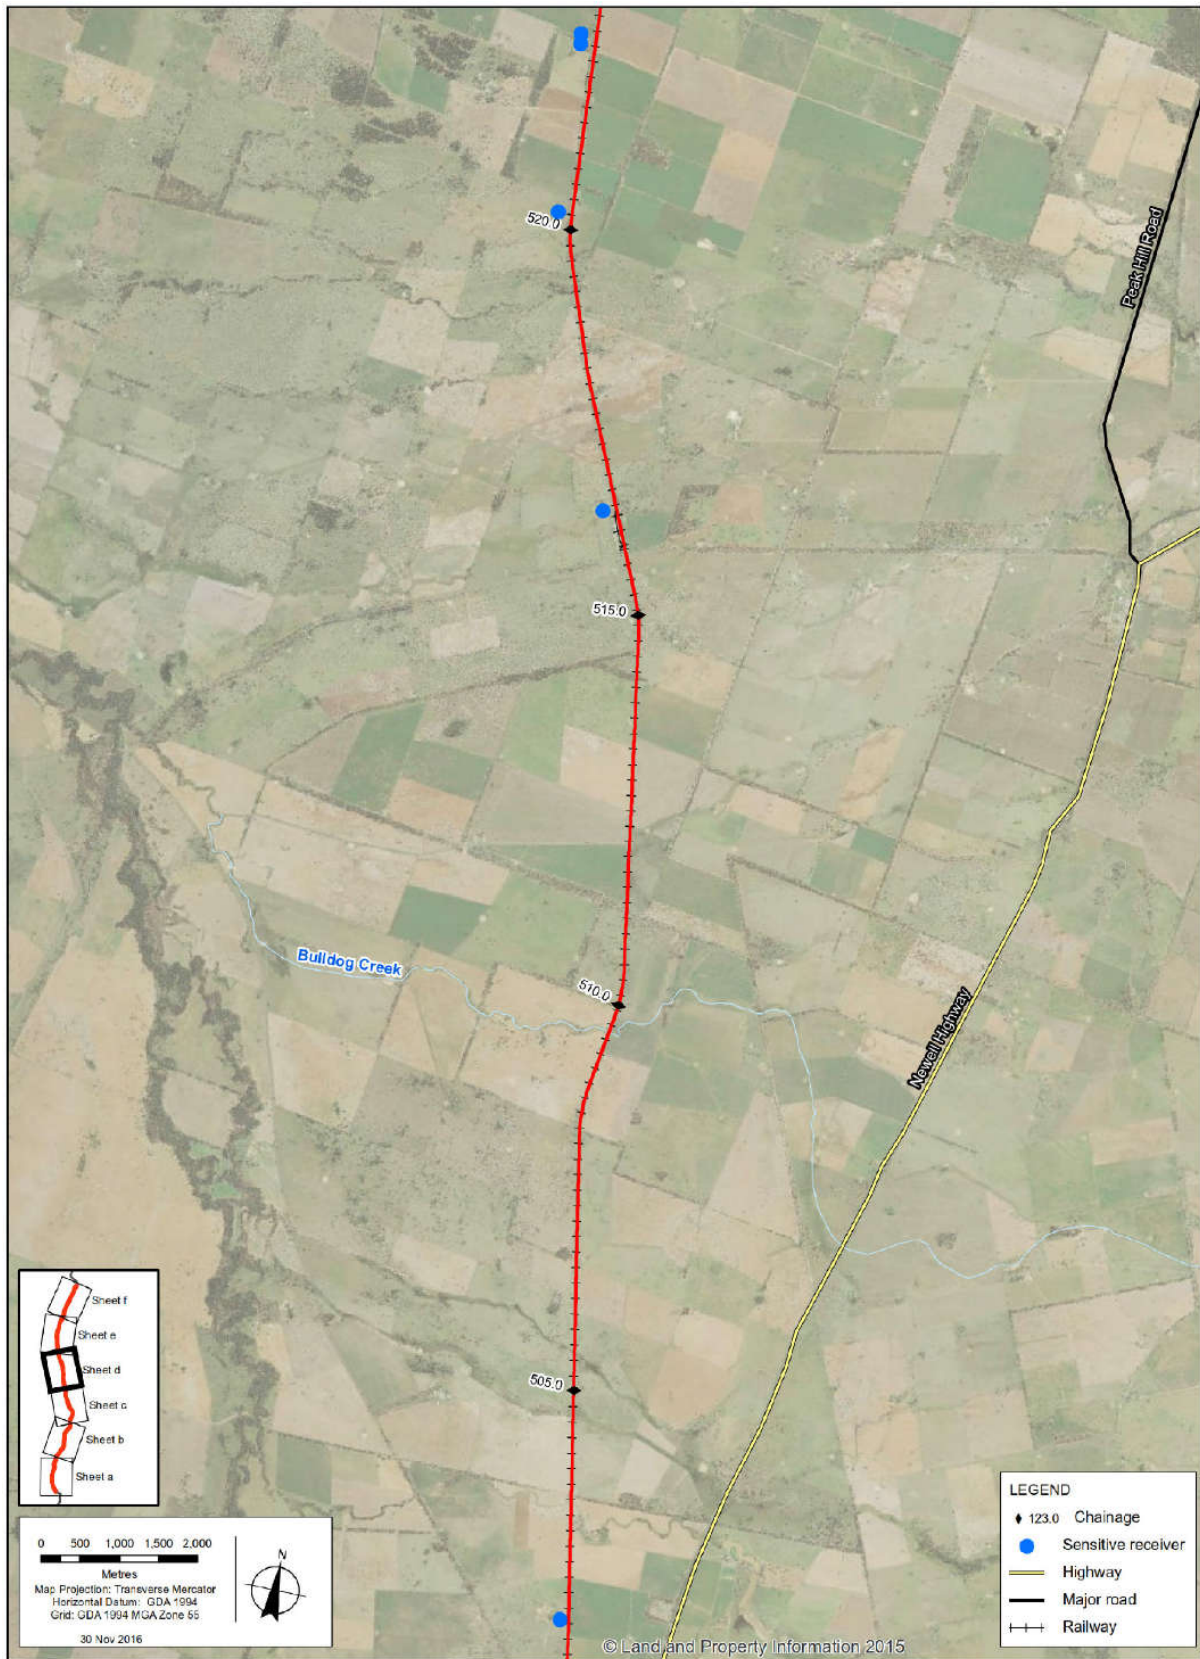 520.0
Peak Hill Road
515.0
Bulldog Creek
510.0
Newell Highway
505.0
Sheet f
Sheet e
Sheet d
Sheet c
Sheet b
Sheet a
0 500 1,000 1,500 2,000
Metres
Map Projection: Transverse Mercator
Horizontal Datum: GDA 1994
Grid: GDA 1994 MGA Zone 55
30 Nov 2016
N
LEGEND
123.0 Chainage
Sensitive receiver
Highway
Major road
Railway
© Land and Property Information 2015